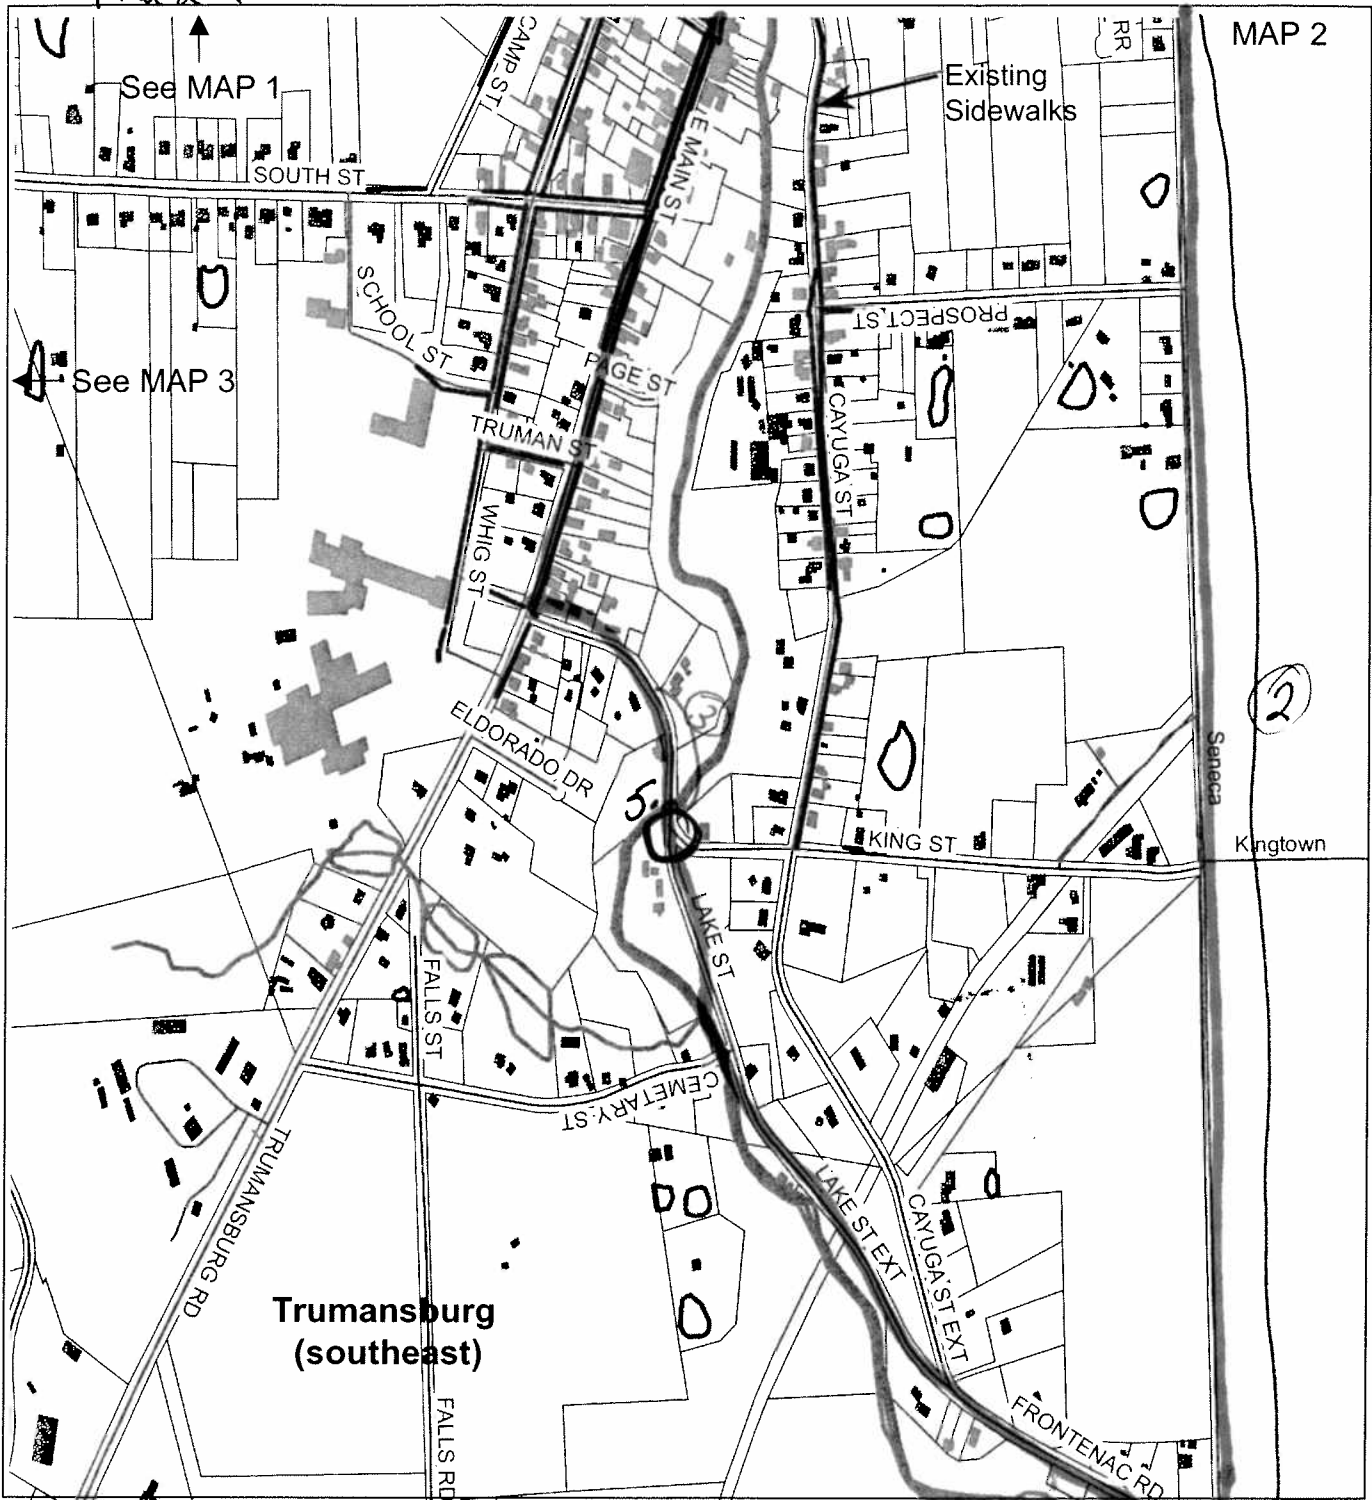 MAP 2
See MAP 1
CAMP ST
RR
Existing
Sidewalks
E MAIN ST
SOUTH ST
SCHOOL ST
PROSPECT ST
See MAP 3
PAGE ST
CAYUGA ST
TRUMAN ST
WHIG ST
3
2
ELDORADO DR
Seneca
5.
KING ST
Kingtown
LAKE ST
FALLS ST
CEMETARY ST
TRUMANSBURG RD
LAKE ST EXT
CAYUGA ST EXT
Trumansburg
(southeast)
FALLS RD
FRONTENAC RD